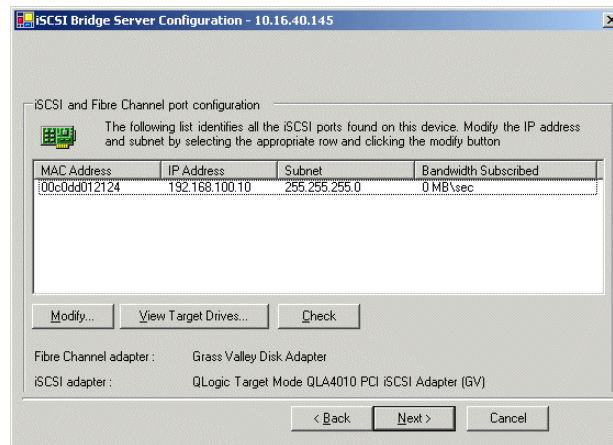 iSCSI Bridge Server Configuration - 10.16.40.145
iSCSI and Fibre Channel port configuration
The following list identifies all the iSCSI ports found on this device. Modify the IP address
and subnet by selecting the appropriate row and clicking the modify button
MAC Address IP Address Subnet Bandwidth Subscribed
00c0dd012124 192.168.100.10 255.255.255.0 0 MB\sec
Modify... View Target Drives... Check
Fibre Channel adapter : Grass Valley Disk Adapter
iSCSI adapter : QLogic Target Mode QLA4010 PCI iSCSI Adapter (GV)
< Back Next > Cancel